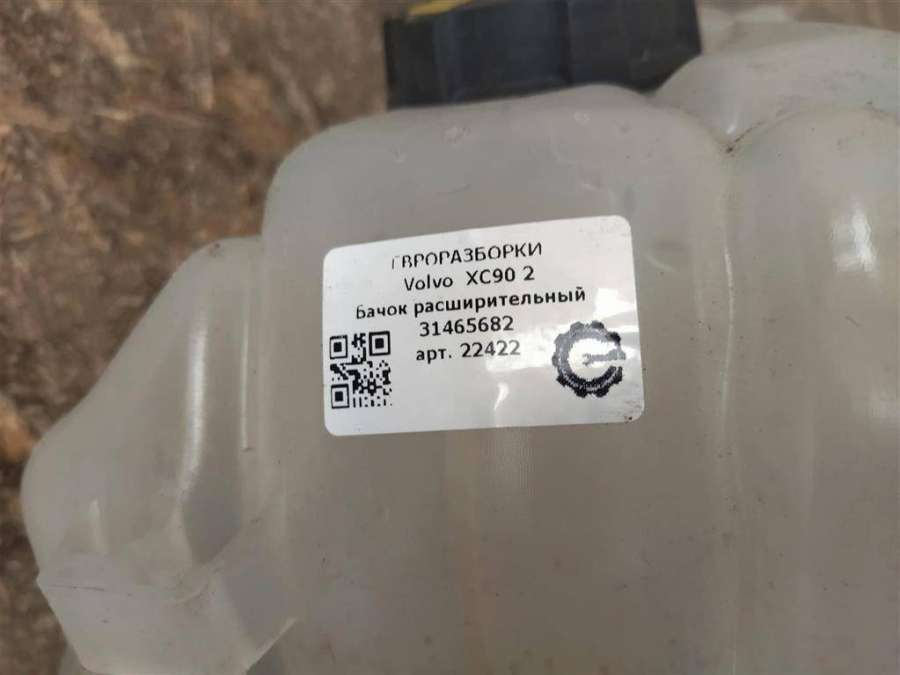 ЕВРОРАЗБОРКИ
Volvo XC90 2
Бачок расширительный
31465682
арт. 22422